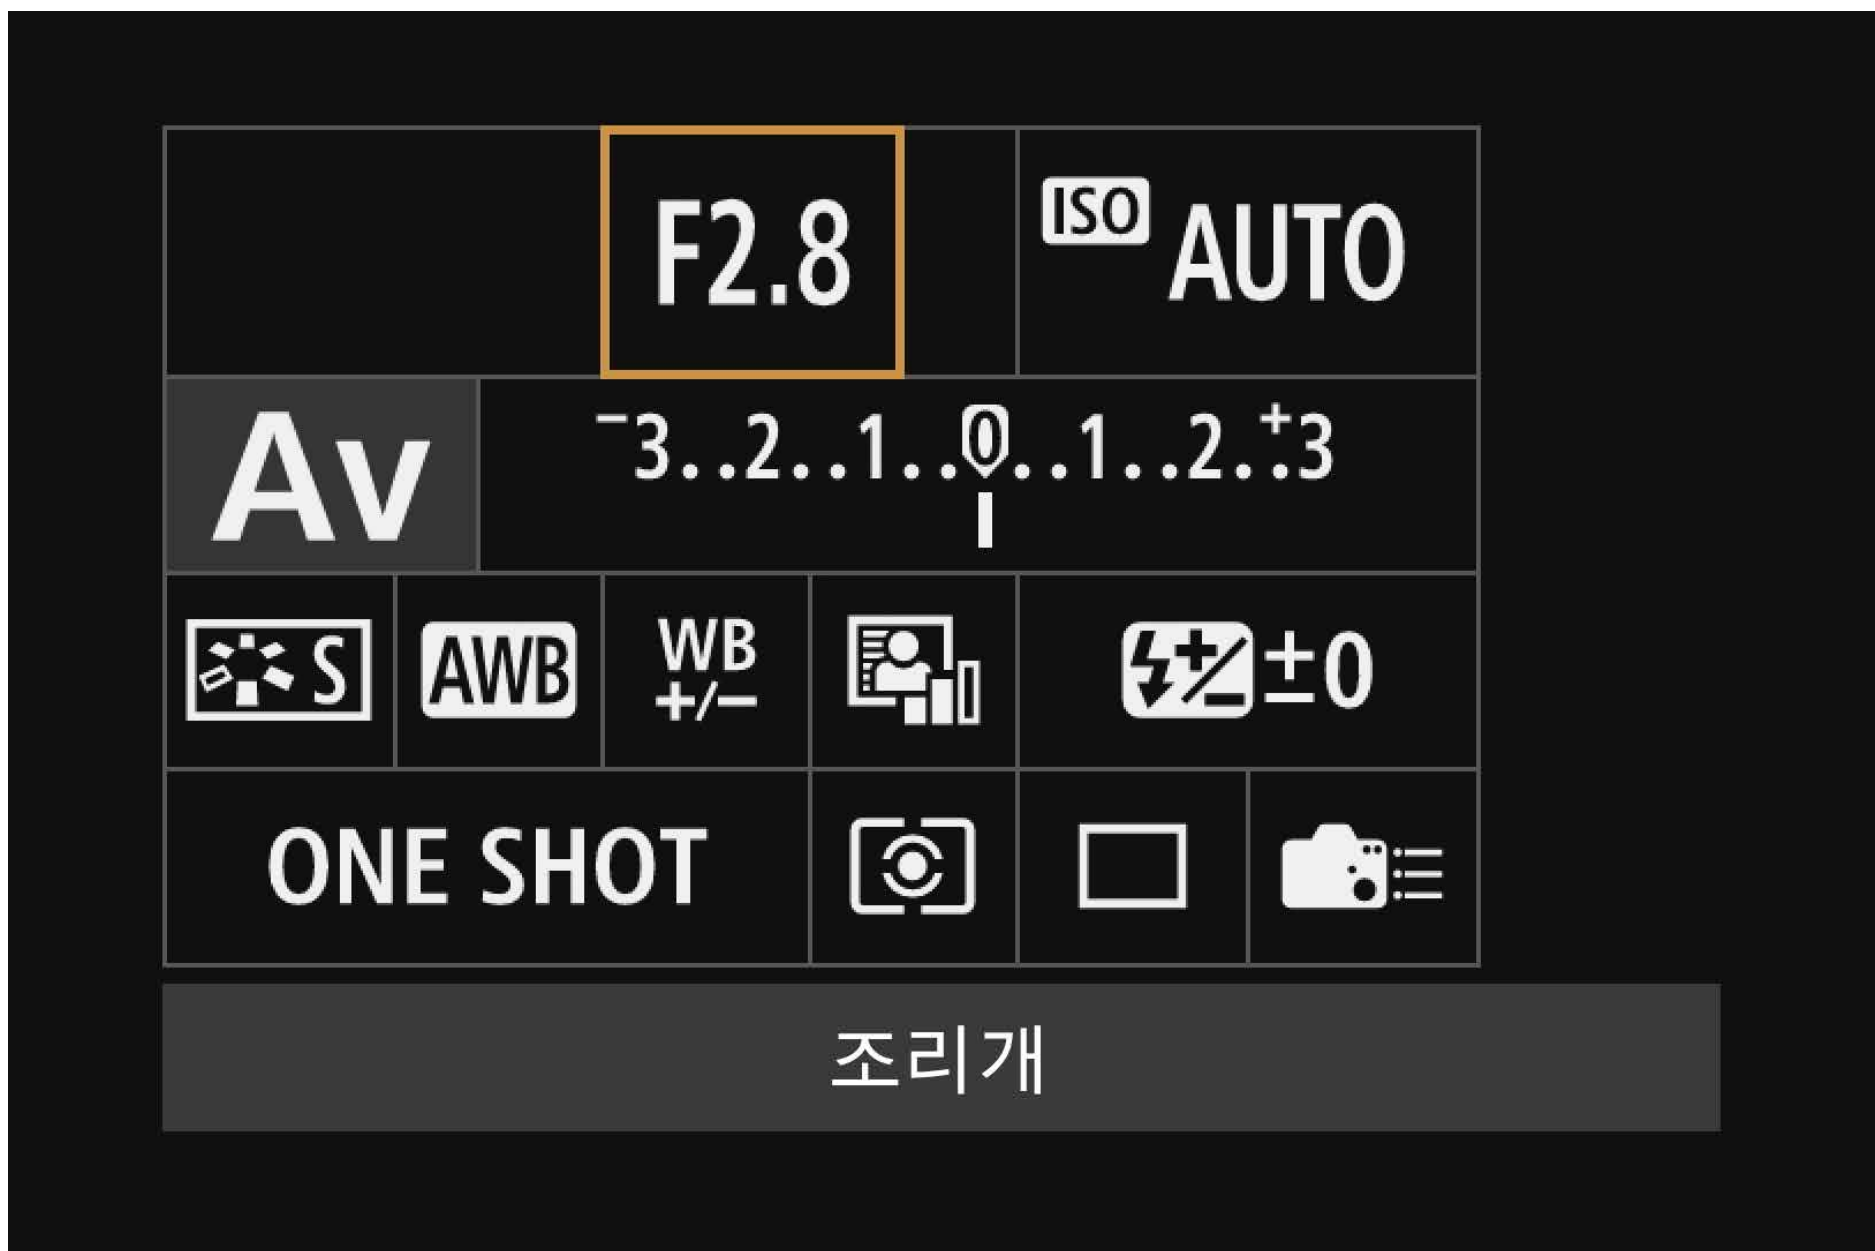 F2.8 ISO AUTO
Av -3..2..1..0..1..2.:+3
S AWB WB +/- ±0
ONE SHOT
조리개